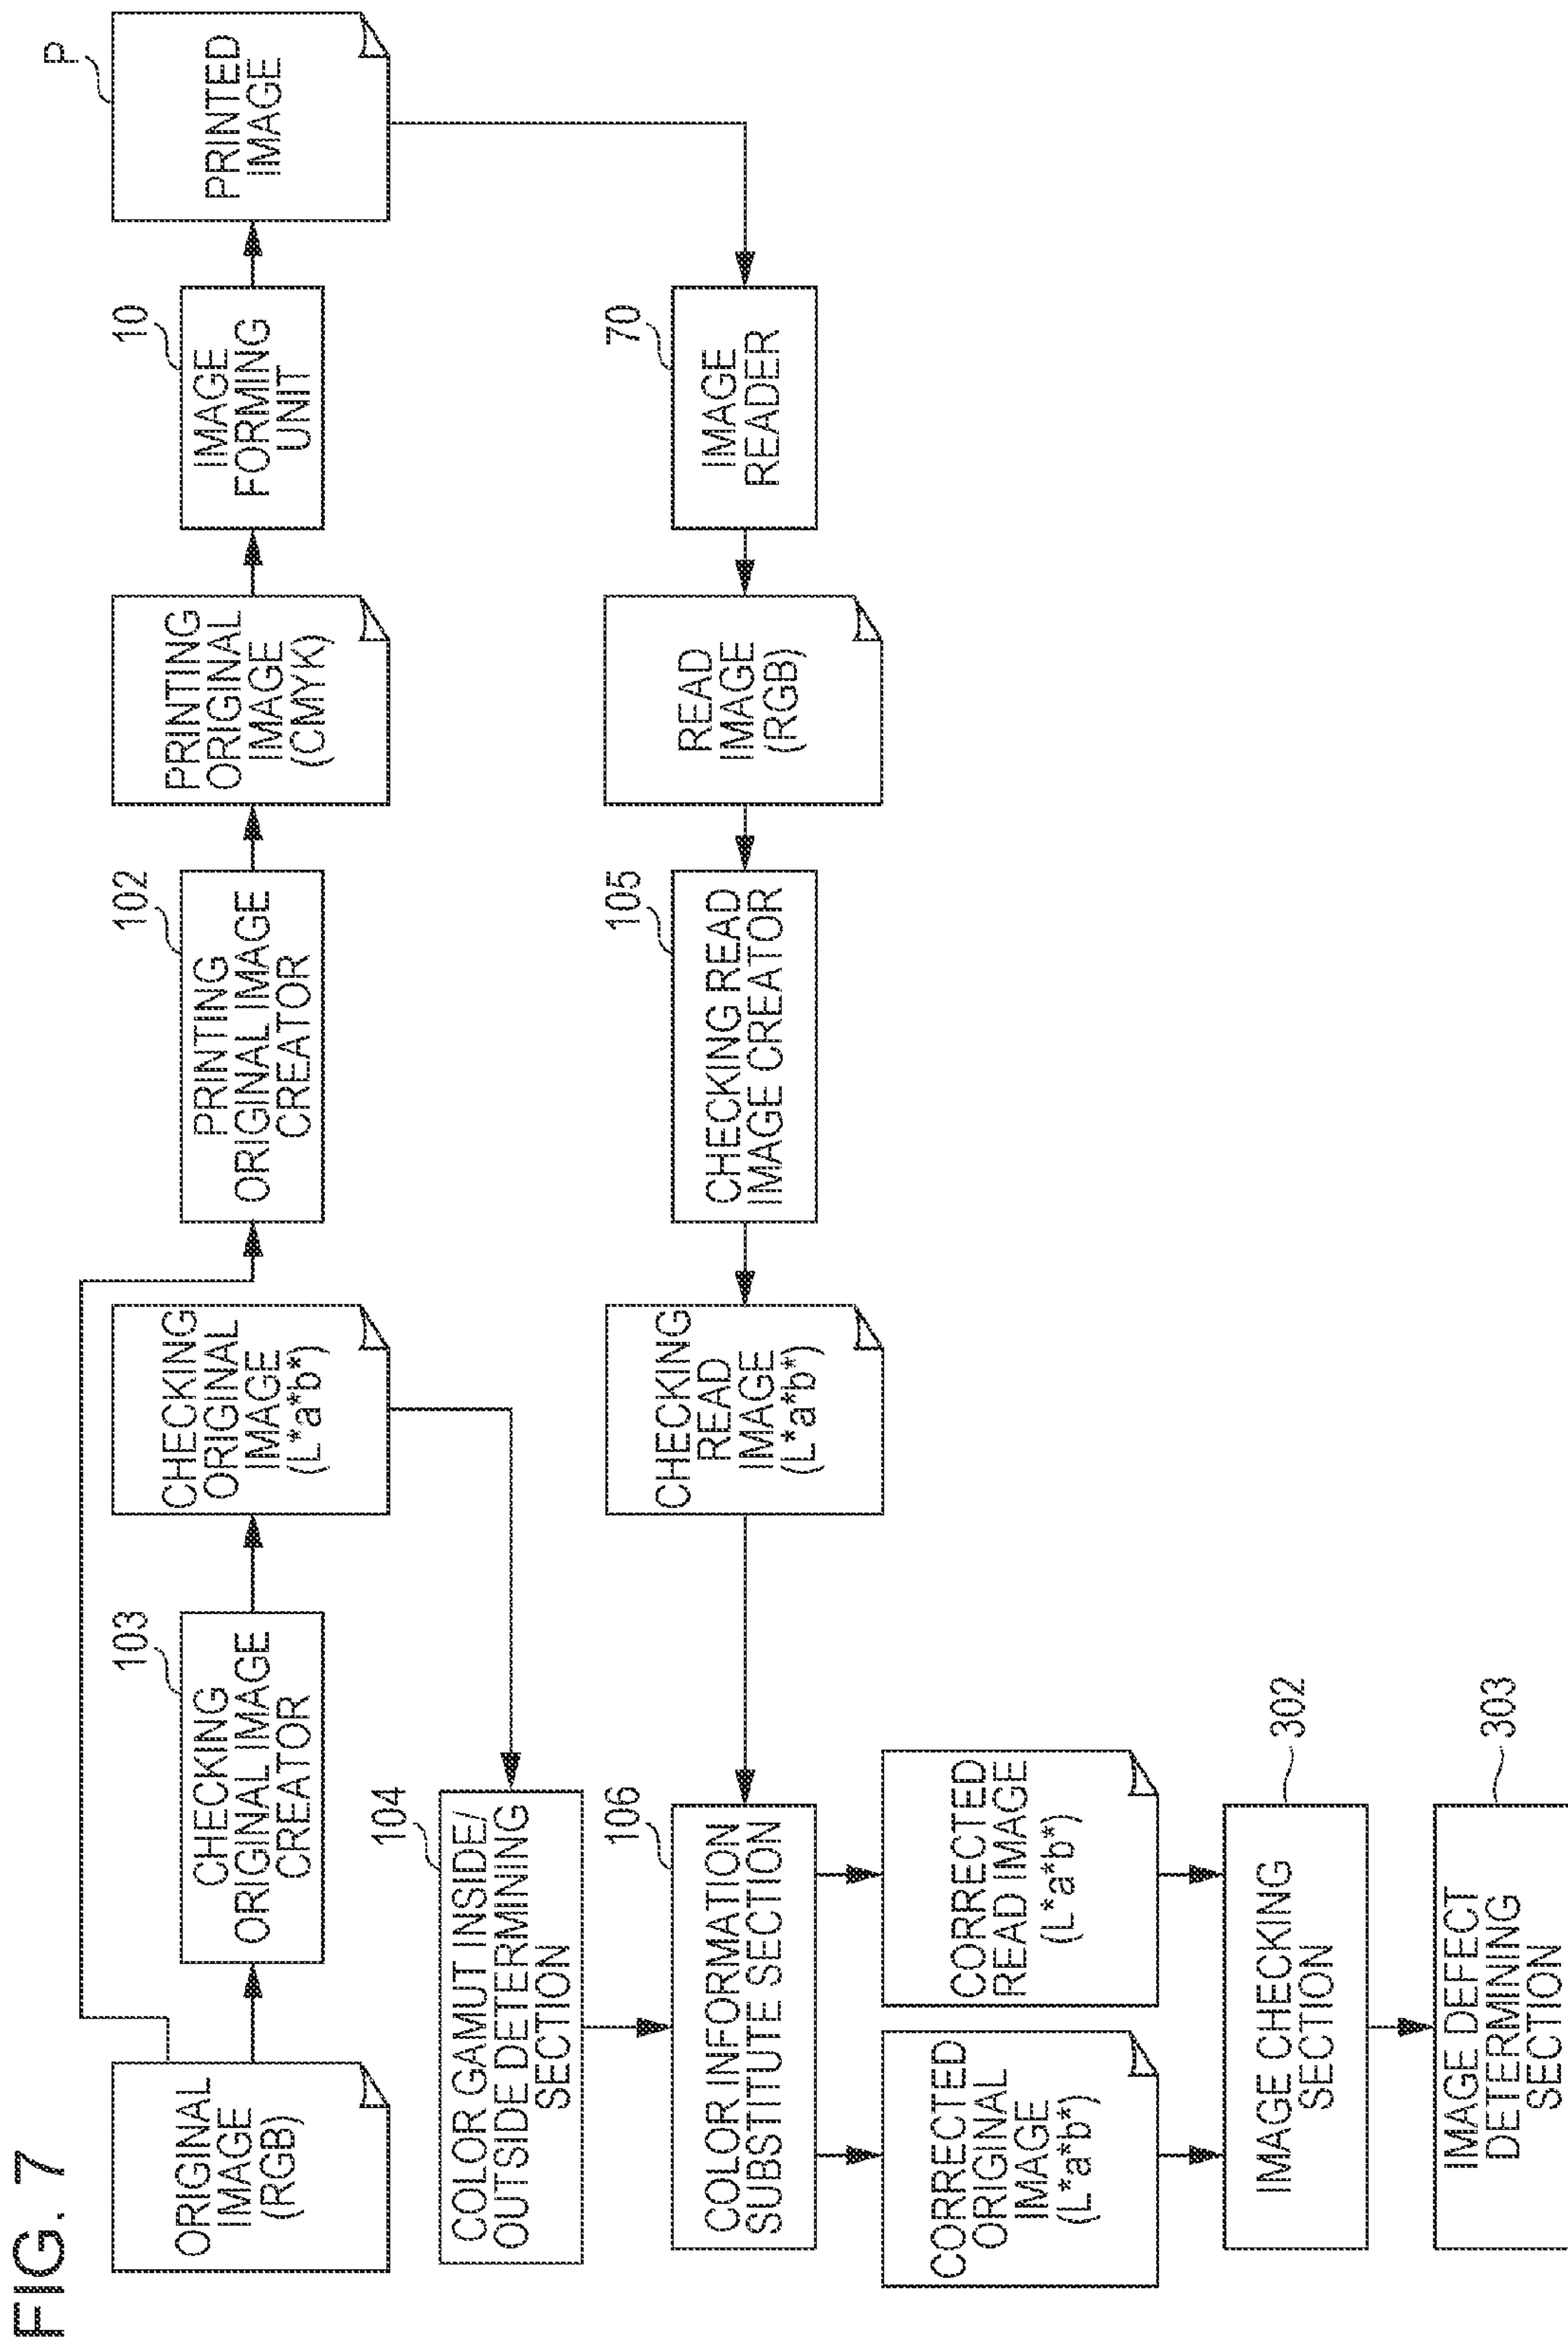 FIG. 7
ORIGINAL
IMAGE
(RGB)
103
CHECKING
ORIGINAL IMAGE
CREATOR
CHECKING
ORIGINAL
IMAGE
(L*a*b*)
102
PRINTING
ORIGINAL IMAGE
CREATOR
PRINTING
ORIGINAL
IMAGE
(CMYK)
10
IMAGE
FORMING
UNIT
P
PRINTED
IMAGE
104
COLOR GAMUT INSIDE/
OUTSIDE DETERMINING
SECTION
106
COLOR INFORMATION
SUBSTITUTE SECTION
CHECKING
READ
IMAGE
(L*a*b*)
105
CHECKING READ
IMAGE CREATOR
READ
IMAGE
(RGB)
70
IMAGE
READER
CORRECTED
ORIGINAL
IMAGE
(L*a*b*)
CORRECTED
READ IMAGE
(L*a*b*)
302
IMAGE CHECKING
SECTION
303
IMAGE DEFECT
DETERMINING
SECTION